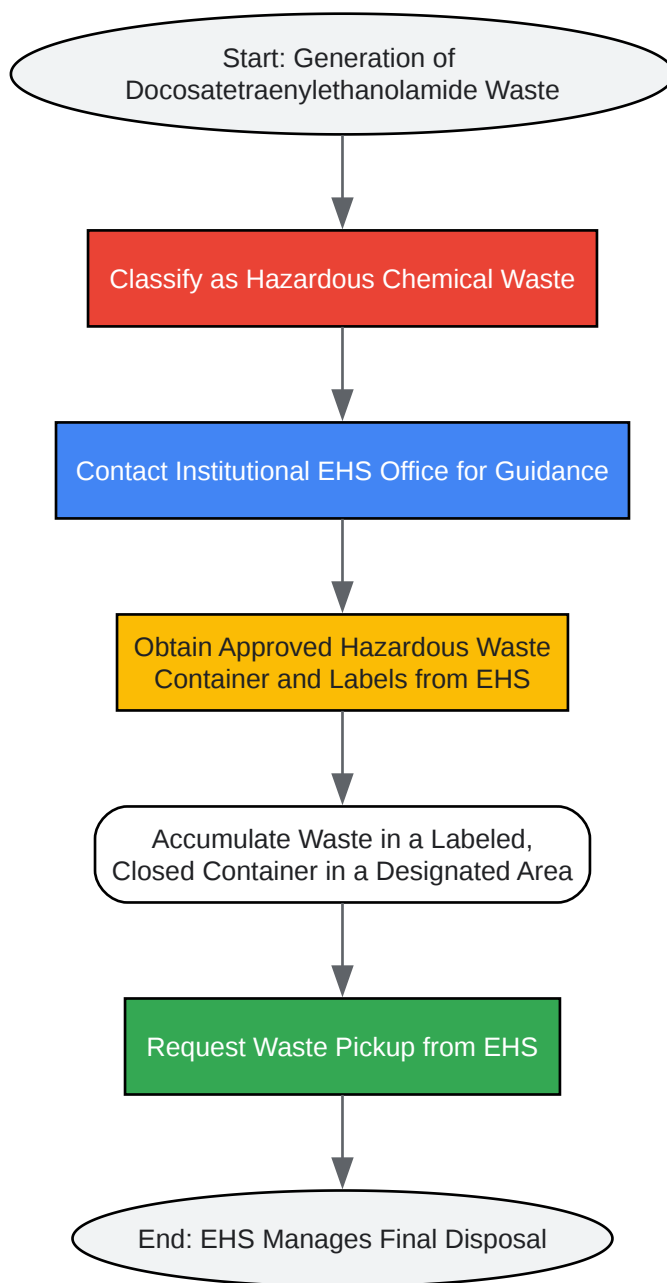 Start: Generation of
Docosatetraenylethanolamide Waste
Classify as Hazardous Chemical Waste
Contact Institutional EHS Office for Guidance
Obtain Approved Hazardous Waste
Container and Labels from EHS
Accumulate Waste in a Labeled,
Closed Container in a Designated Area
Request Waste Pickup from EHS
End: EHS Manages Final Disposal